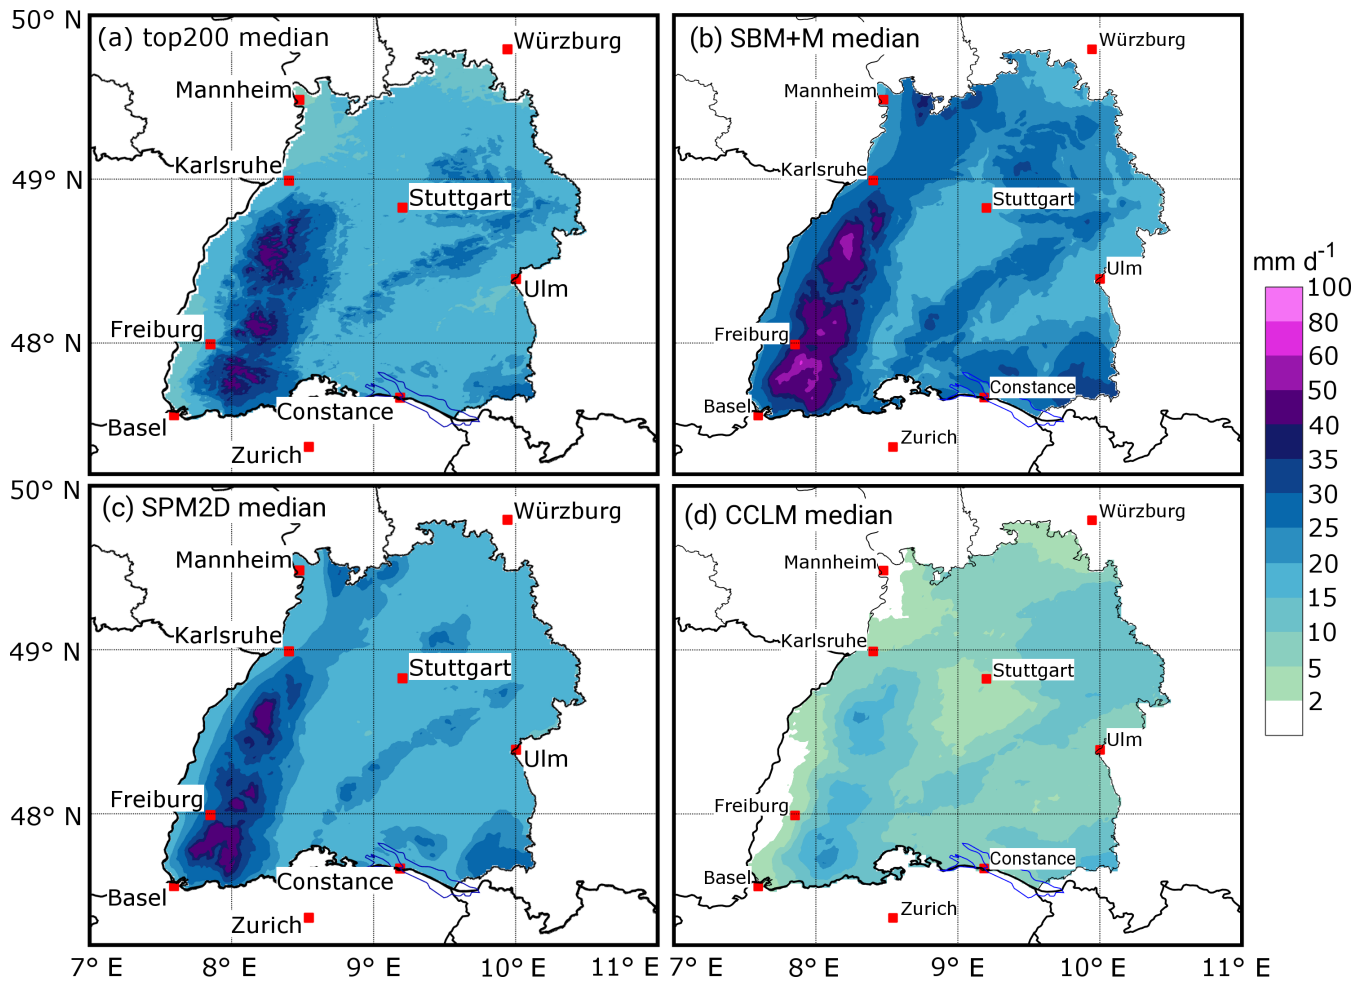 50° N
(a) top200 median
Würzburg
Mannheim
Karlsruhe
49° N
Stuttgart
Ulm
Freiburg
48° N
Constance
Basel
Zurich
(b) SBM+M median
Würzburg
Mannheim
Karlsruhe
Stuttgart
Ulm
Freiburg
Constance
Basel
Zurich
50° N
(c) SPM2D median
Würzburg
Mannheim
Karlsruhe
49° N
Stuttgart
Ulm
Freiburg
48° N
Constance
Basel
Zurich
7° E 8° E 9° E 10° E 11° E
(d) CCLM median
Würzburg
Mannheim
Karlsruhe
Stuttgart
Ulm
Freiburg
Constance
Basel
Zurich
7° E 8° E 9° E 10° E 11° E
mm d⁻¹
100
80
60
50
40
35
30
25
20
15
10
5
2